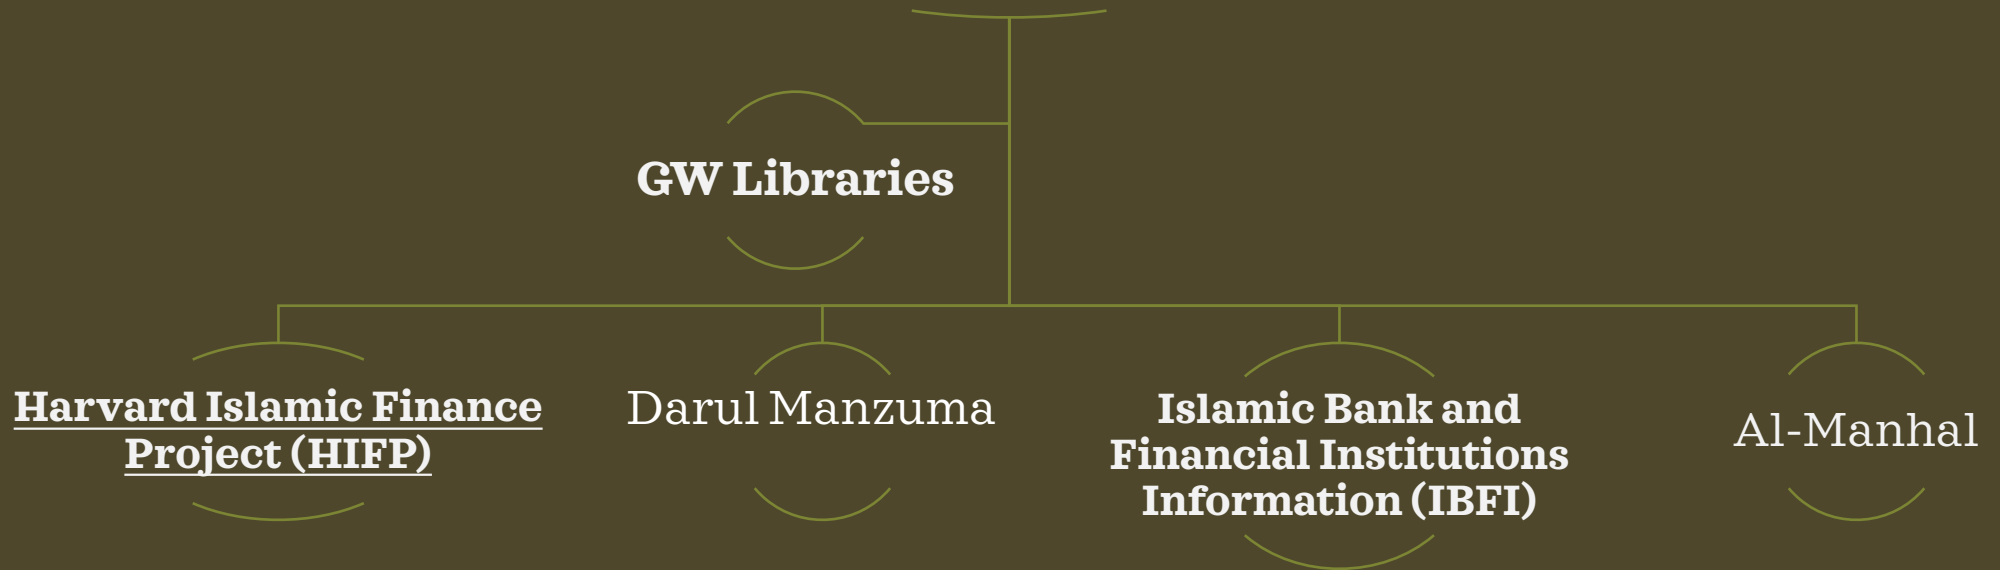 GW Libraries
Harvard Islamic Finance
Project (HIFP)
Darul Manzuma
Islamic Bank and
Financial Institutions
Information (IBFI)
Al-Manhal